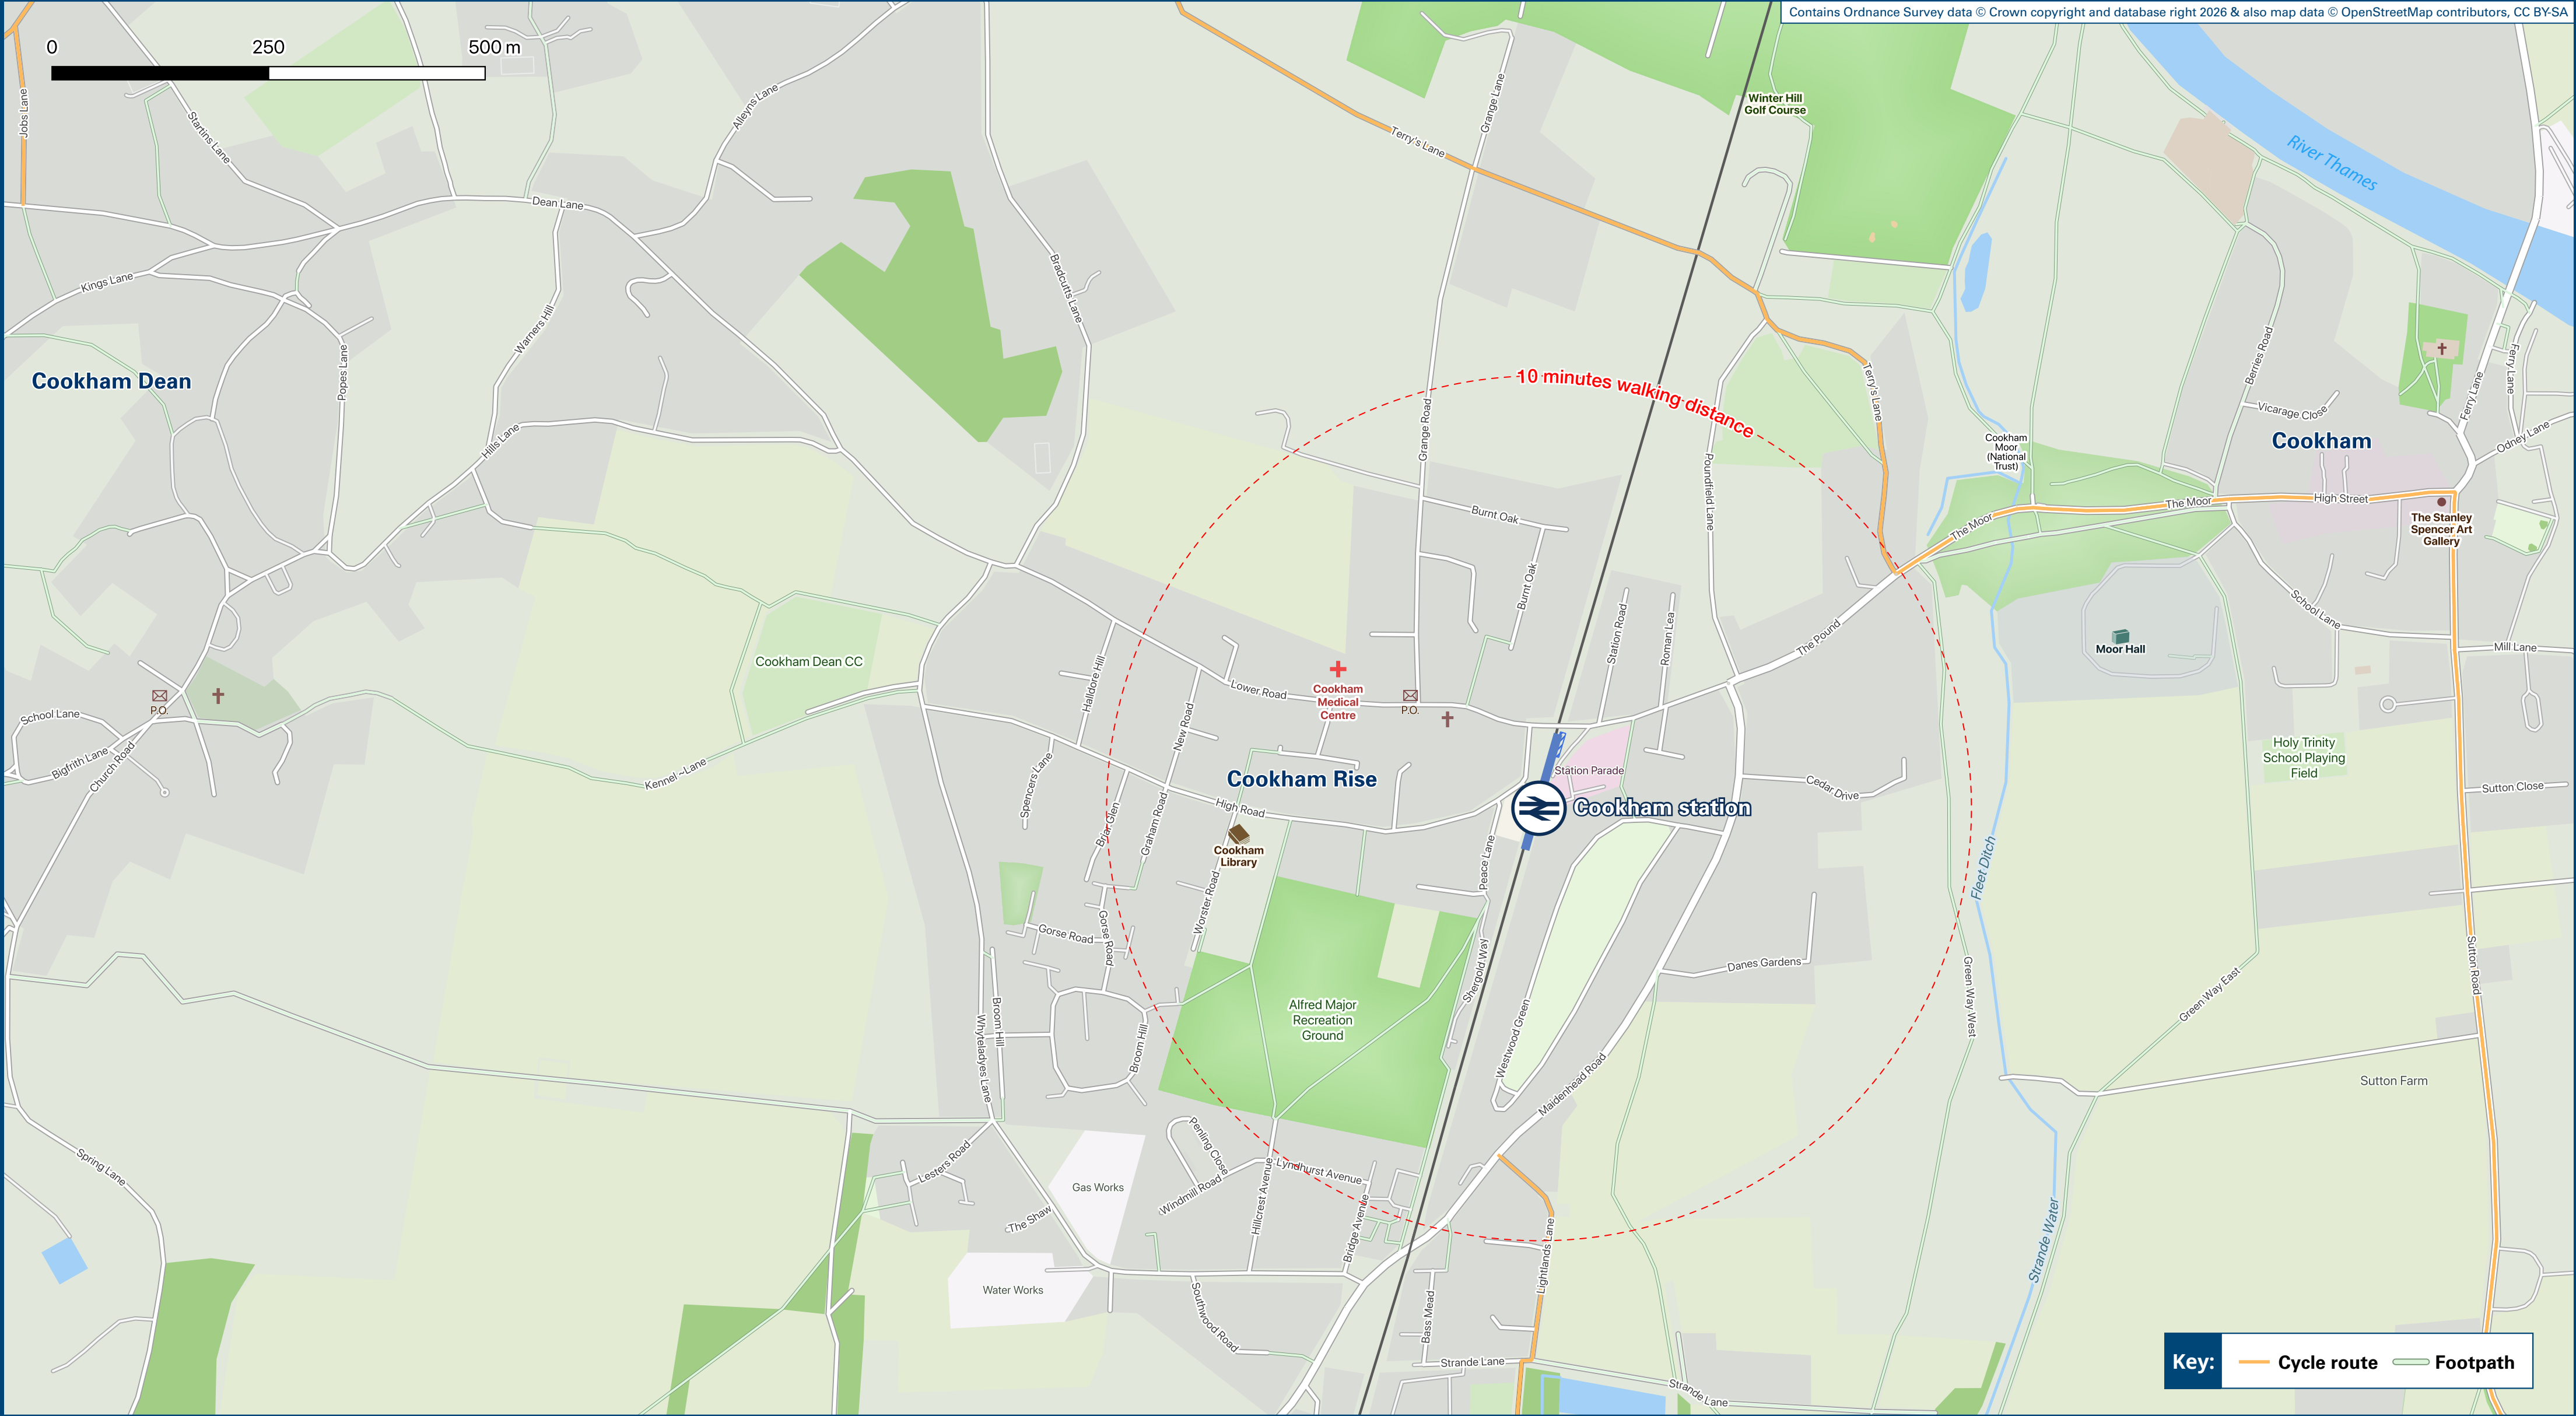 Contains Ordnance Survey data © Crown copyright and database right 2026 & also map data © OpenStreetMap contributors, CC BY-SA
0 250 500 m
Jobs Lane
Startins Lane
Alleyns Lane
Dean Lane
Kings Lane
Cookham Dean
Popes Lane
Warners Hill
Hills Lane
Bradcutts Lane
Terry's Lane
Grange Lane
Winter Hill
Golf Course
River Thames
10 minutes walking distance
Grange Road
Burnt Oak
Burnt Oak
Poundfield Lane
Terry's Lane
Cookham
Moor
(National
Trust)
Berries Road
Vicarage Close
Ferry Lane
Ferry Lane
Odney Lane
Cookham
The Moor
The Moor
High Street
The Stanley
Spencer Art
Gallery
School Lane
Mill Lane
Moor Hall
The Pound
Station Road
Roman Lea
Cookham Dean CC
P.O.
School Lane
Bigfrith Lane
Church Road
Kennel~Lane
Halldore Hill
New Road
Lower Road
Cookham
Medical
Centre
P.O.
Spencers Lane
Cookham Rise
Station Parade
Cookham station
Cedar Drive
Holy Trinity
School Playing
Field
Sutton Close
Briar Glen
Graham Road
High Road
Cookham
Library
Worster Road
Peace Lane
Gorse Road
Gorse Road
Shergold Way
Danes Gardens
Fleet Ditch
Green Way West
Green Way East
Sutton Road
Alfred Major
Recreation
Ground
Whyteladyes Lane
Broom Hill
Broom Hill
Westwood Green
Maidenhead Road
Sutton Farm
Spring Lane
Lesters Road
The Shaw
Gas Works
Penling Close
Windmill Road
Lyndhurst Avenue
Hillcrest Avenue
Bridge Avenue
Lightlands Lane
Strande Water
Water Works
Southwood Road
Bass Mead
Strande Lane
Strande Lane
Key: Cycle route Footpath